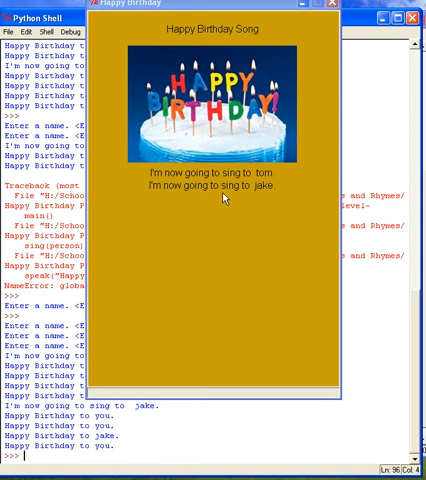 Python Shell
Happy Birthday
File Edit Shell Debug
Happy Birthday Song
HAPPY
BIRTHDAY!
I'm now going to sing to tom.
I'm now going to sing to jake.
Happy Birthday t
Happy Birthday t
I'm now going to
Happy Birthday t
Happy Birthday t
Happy Birthday t
Happy Birthday t
>>>
Enter a name. <E
Enter a name. <E
I'm now going to
Happy Birthday t
Happy Birthday t
Traceback (most
File "H:/Schoo
s and Rhymes/
Happy Birthday P
level-
main()
File "H:/Schoo
s and Rhymes/
Happy Birthday P
sing(person)
File "H:/Schoo
s and Rhymes/
Happy Birthday P
speak("Happy
NameError: globa
>>>
Enter a name. <E
>>>
Enter a name. <E
Enter a name. <E
Enter a name. <E
I'm now going to
Happy Birthday t
Happy Birthday t
Happy Birthday t
Happy Birthday t
I'm now going to sing to jake.
Happy Birthday to you.
Happy Birthday to you.
Happy Birthday to jake.
Happy Birthday to you.
>>>
Ln: 96 Col: 4